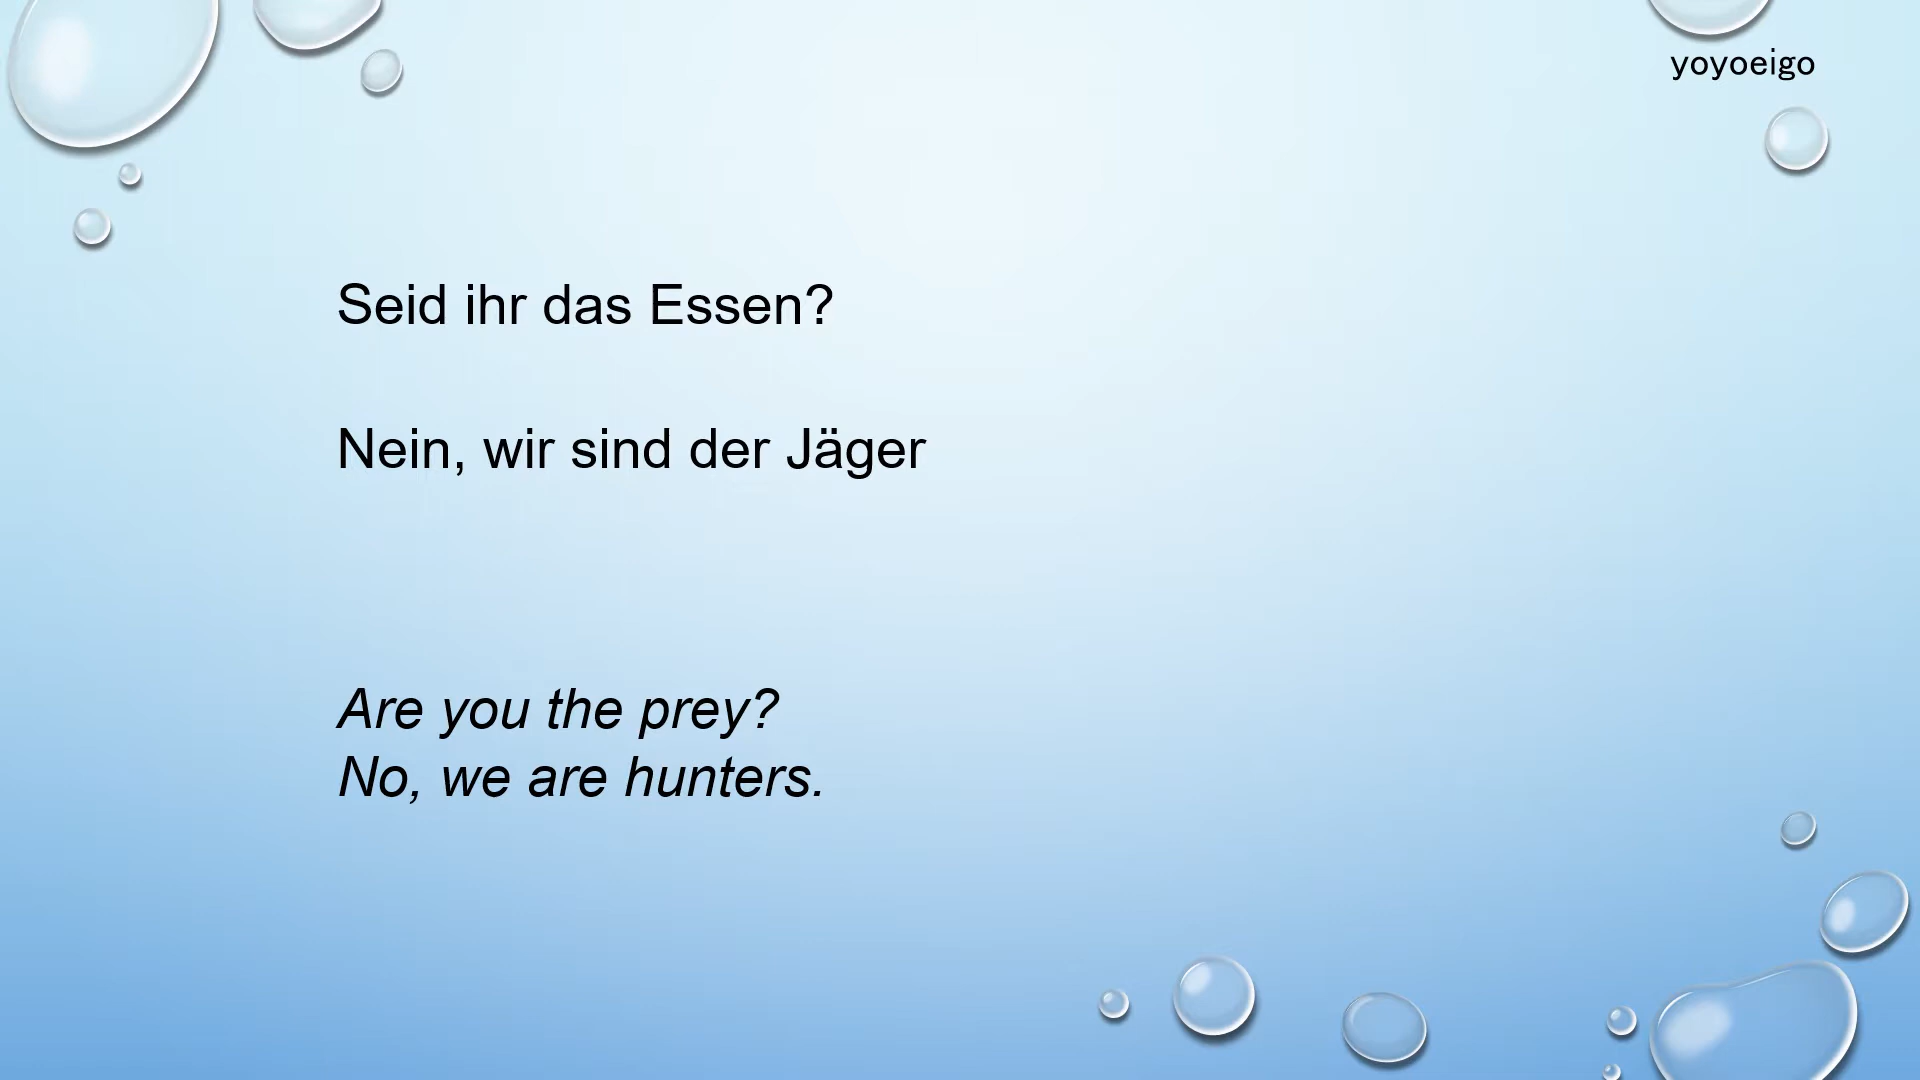 yoyoeigo
Seid ihr das Essen?
Nein, wir sind der Jäger
Are you the prey?
No, we are hunters.